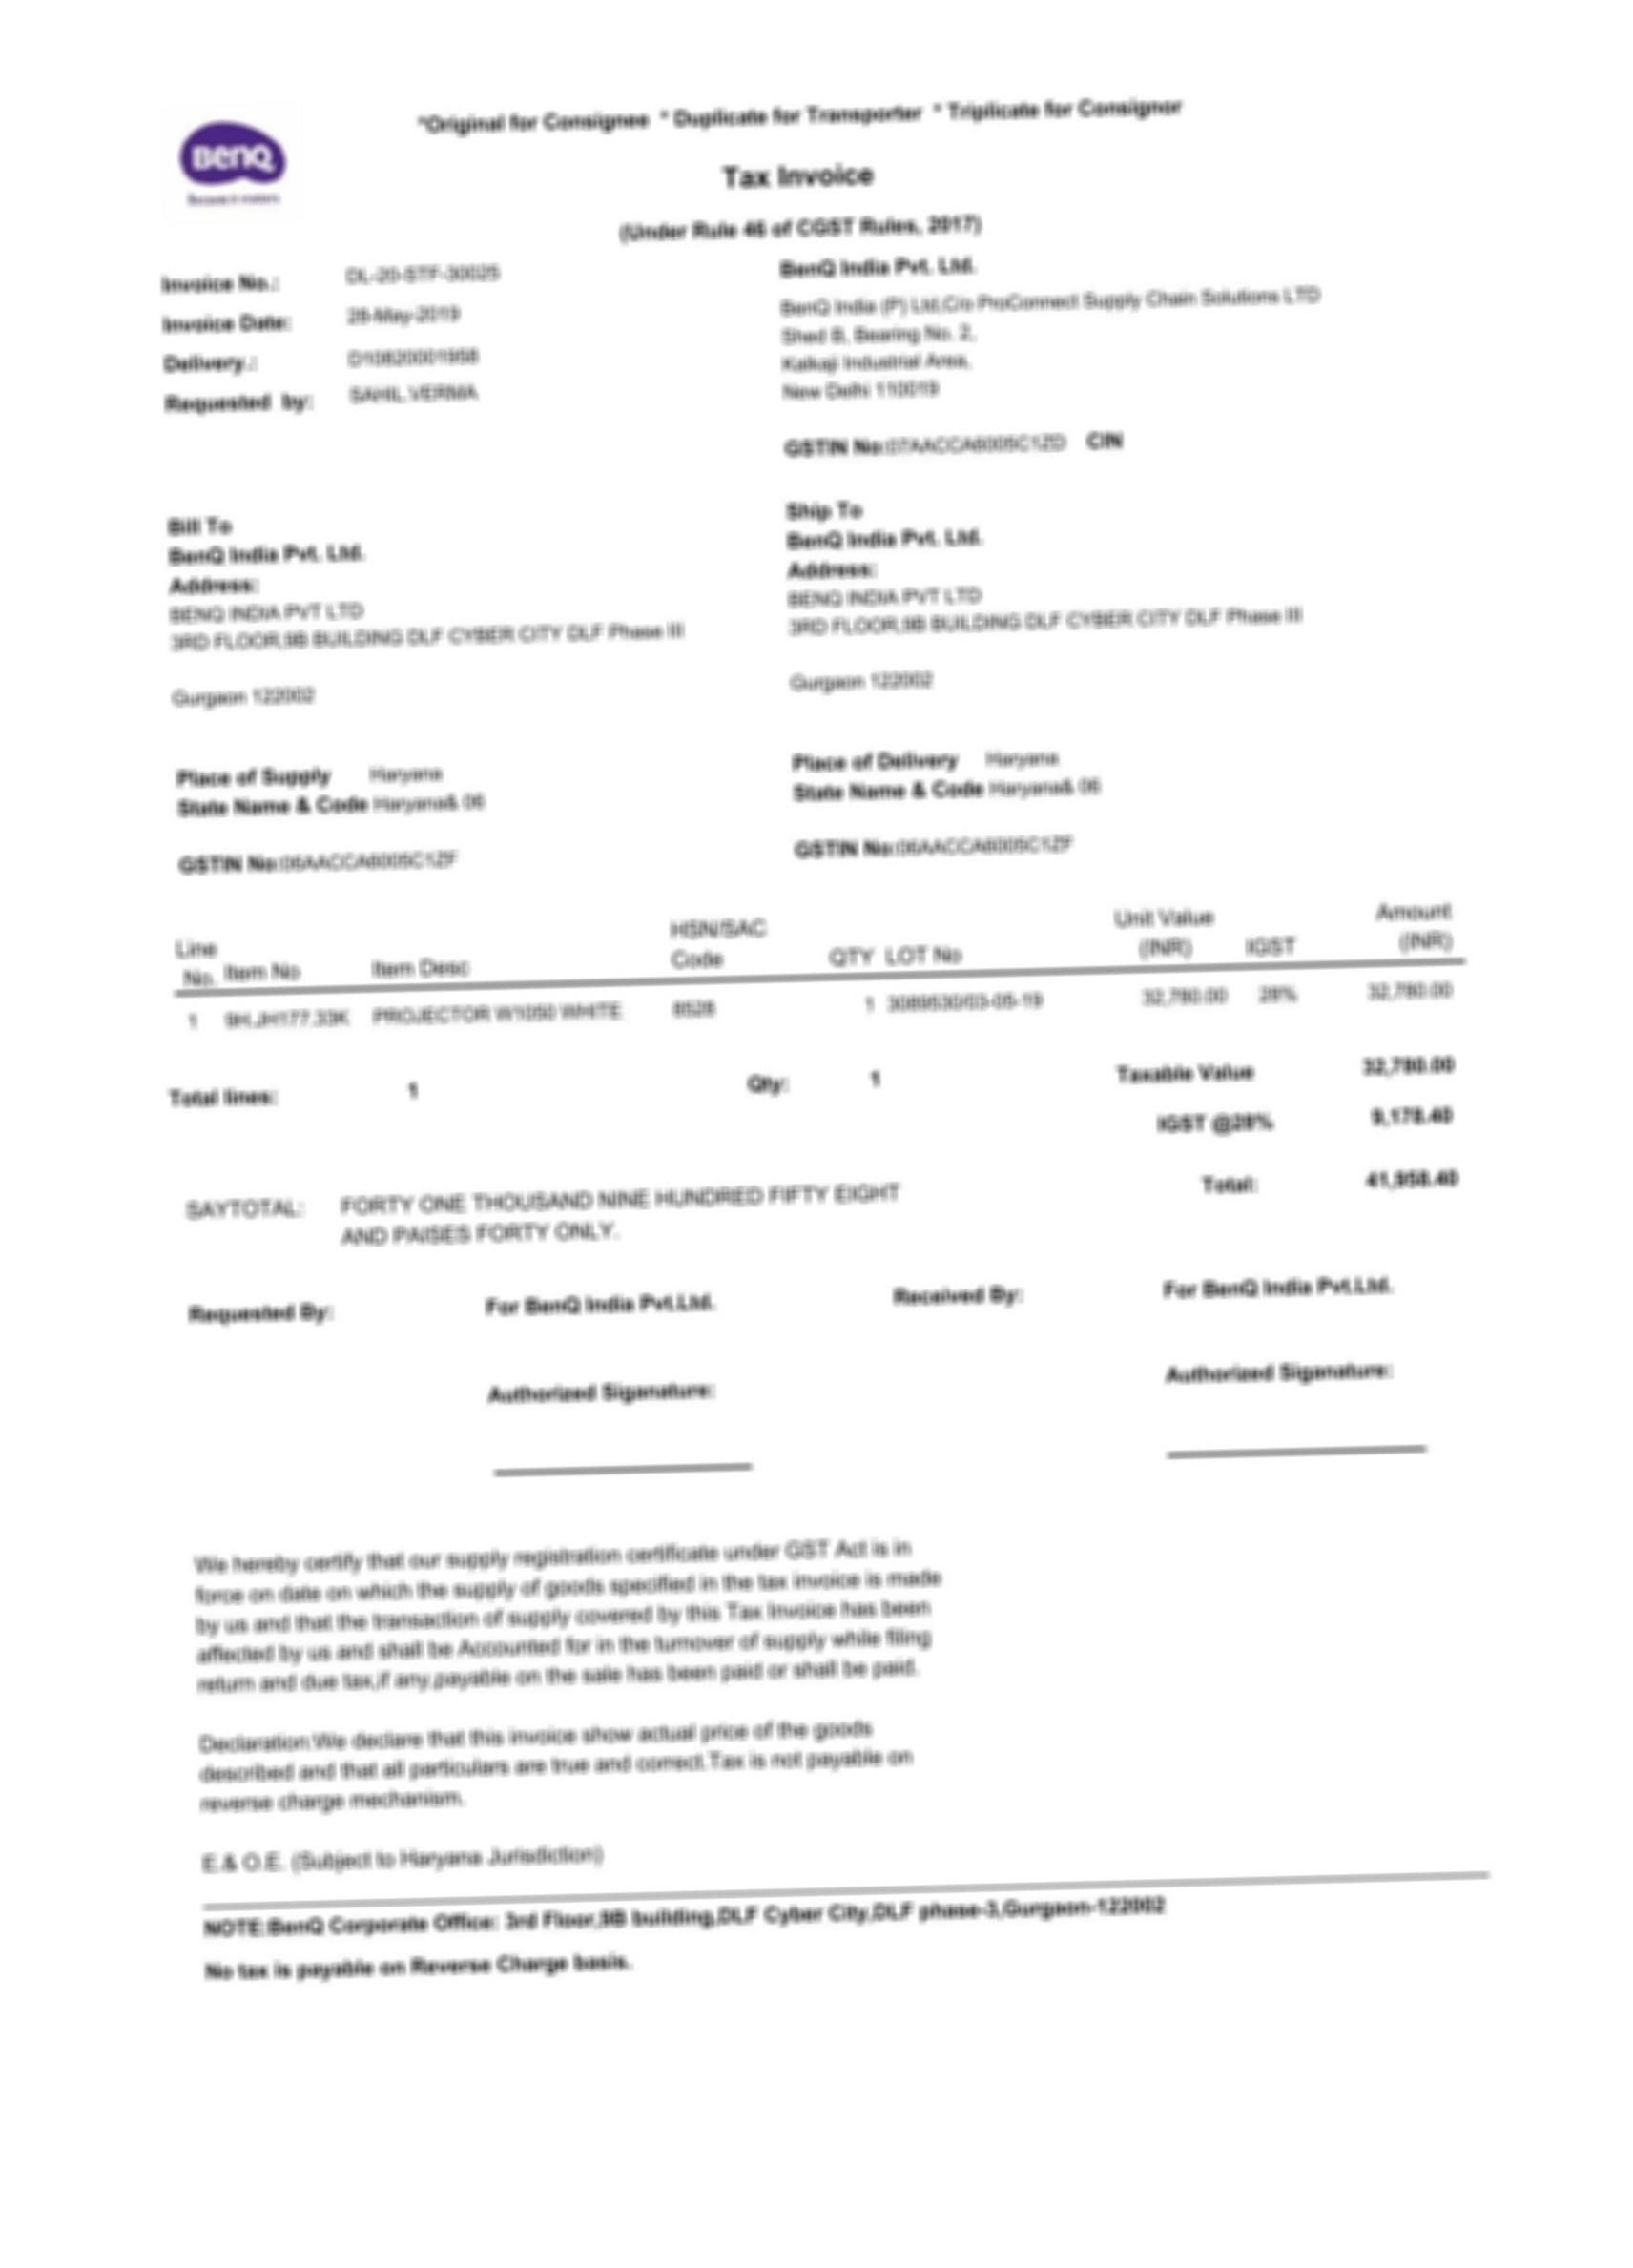 "Original for Consignee * Duplicate for Transporter * Triplicate for Consignor
BenQ
Because it matters
Tax Invoice
(Under Rule 46 of CGST Rules, 2017)
Invoice No.: DL-20-STF-30025
Invoice Date: 28-May-2019
Delivery.: D10820001958
Requested by: SAHIL.VERMA
BenQ India Pvt. Ltd.
BenQ India (P) Ltd,C/o ProConnect Supply Chain Solutions LTD
Shed B, Bearing No. 2,
Kalkaji Industrial Area,
New Delhi 110019
GSTIN No: CIN
Bill To
BenQ India Pvt. Ltd.
Address:
BENQ INDIA PVT LTD
3RD FLOOR,9B BUILDING DLF CYBER CITY DLF Phase III
Gurgaon 122002
Place of Supply Haryana
State Name & Code Haryana& 06
GSTIN No:
Ship To
BenQ India Pvt. Ltd.
Address:
BENQ INDIA PVT LTD
3RD FLOOR,9B BUILDING DLF CYBER CITY DLF Phase III
Gurgaon 122002
Place of Delivery Haryana
State Name & Code Haryana& 06
GSTIN No:
Line No. Item No Item Desc HSN/SAC Code QTY LOT No Unit Value (INR) IGST Amount (INR)
1 9H.JH177.33K PROJECTOR W1050 WHITE 8528 1 32,780.00 28% 32,780.00
Total lines: 1 Qty: 1 Taxable Value 32,780.00
IGST @28% 9,178.40
SAYTOTAL: FORTY ONE THOUSAND NINE HUNDRED FIFTY EIGHT Total: 41,958.40
AND PAISES FORTY ONLY.
Requested By: For BenQ India Pvt.Ltd. Received By: For BenQ India Pvt.Ltd.
Authorized Siganature: Authorized Siganature:
We hereby certify that our supply registration certificate under GST Act is in
force on date on which the supply of goods specified in the tax invoice is made
by us and that the transaction of supply covered by this Tax Invoice has been
affected by us and shall be Accounted for in the turnover of supply while filing
return and due tax,if any,payable on the sale has been paid or shall be paid.
Declaration:We declare that this invoice show actual price of the goods
described and that all particulars are true and correct.Tax is not payable on
reverse charge mechanism.
E.& O.E. (Subject to Haryana Jurisdiction)
NOTE:BenQ Corporate Office: 3rd Floor,9B building,DLF Cyber City,DLF phase-3,Gurgaon-122002
No tax is payable on Reverse Charge basis.